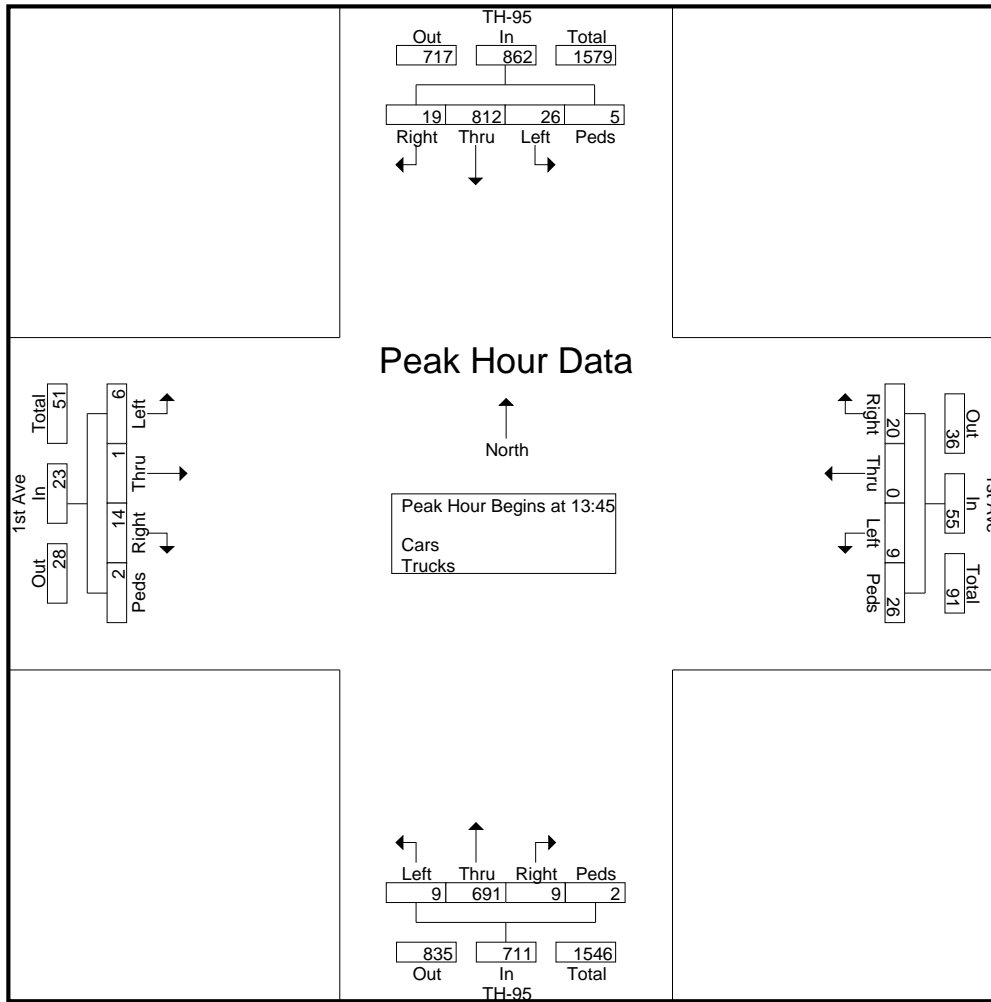 TH-95
Out In Total
717 862 1579
19 812 26 5
Right Thru Left Peds
Peak Hour Data
North
Peak Hour Begins at 13:45
Cars
Trucks
1st Ave
Total In Out
51 23 28
6 1 14 2
Left Thru Right Peds
1st Ave
Out In Total
36 55 91
20 0 9 26
Right Thru Left Peds
Left Thru Right Peds
9 691 9 2
835 711 1546
Out In Total
TH-95